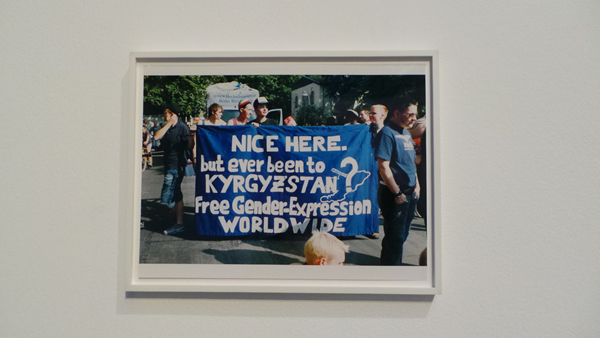 NICE HERE.
but ever been to
KYRGYZSTAN?
Free Gender-Expression
WORLDWIDE